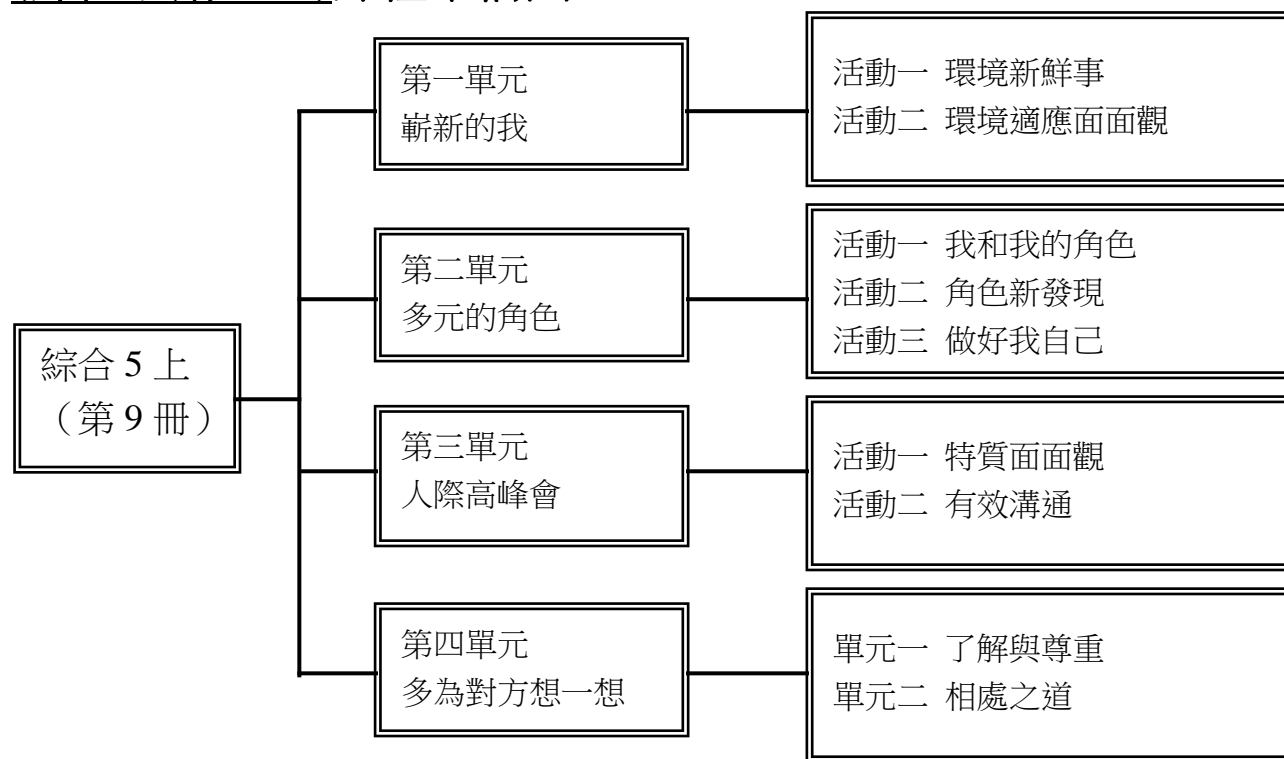 綜合 5 上
（第 9 冊）
第一單元
嶄新的我
活動一 環境新鮮事
活動二 環境適應面面觀
第二單元
多元的角色
活動一 我和我的角色
活動二 角色新發現
活動三 做好我自己
第三單元
人際高峰會
活動一 特質面面觀
活動二 有效溝通
第四單元
多為對方想一想
單元一 了解與尊重
單元二 相處之道